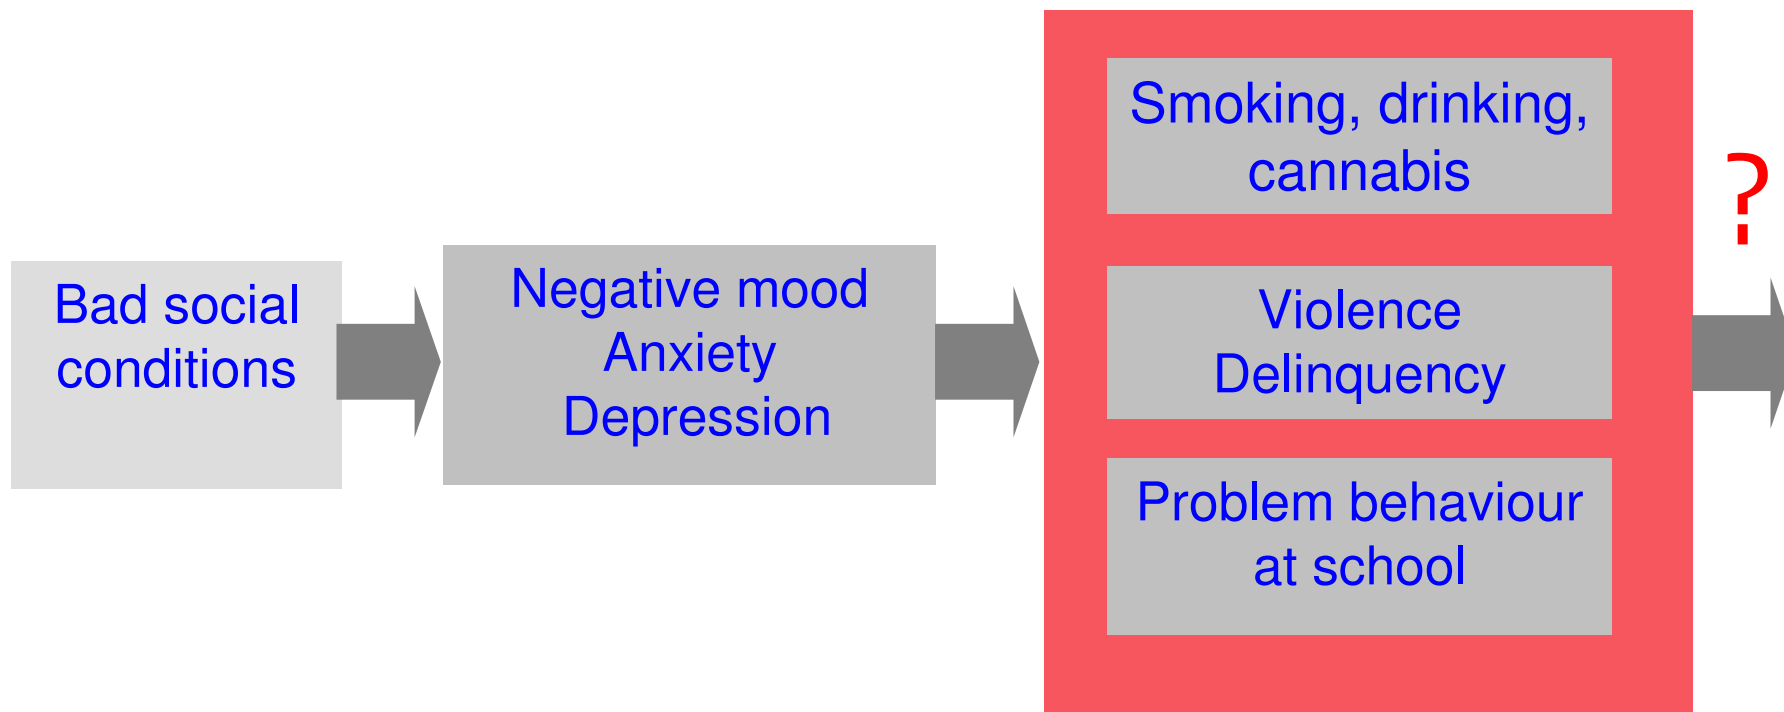 Bad social
conditions
Negative mood
Anxiety
Depression
Smoking, drinking,
cannabis
Violence
Delinquency
Problem behaviour
at school
?